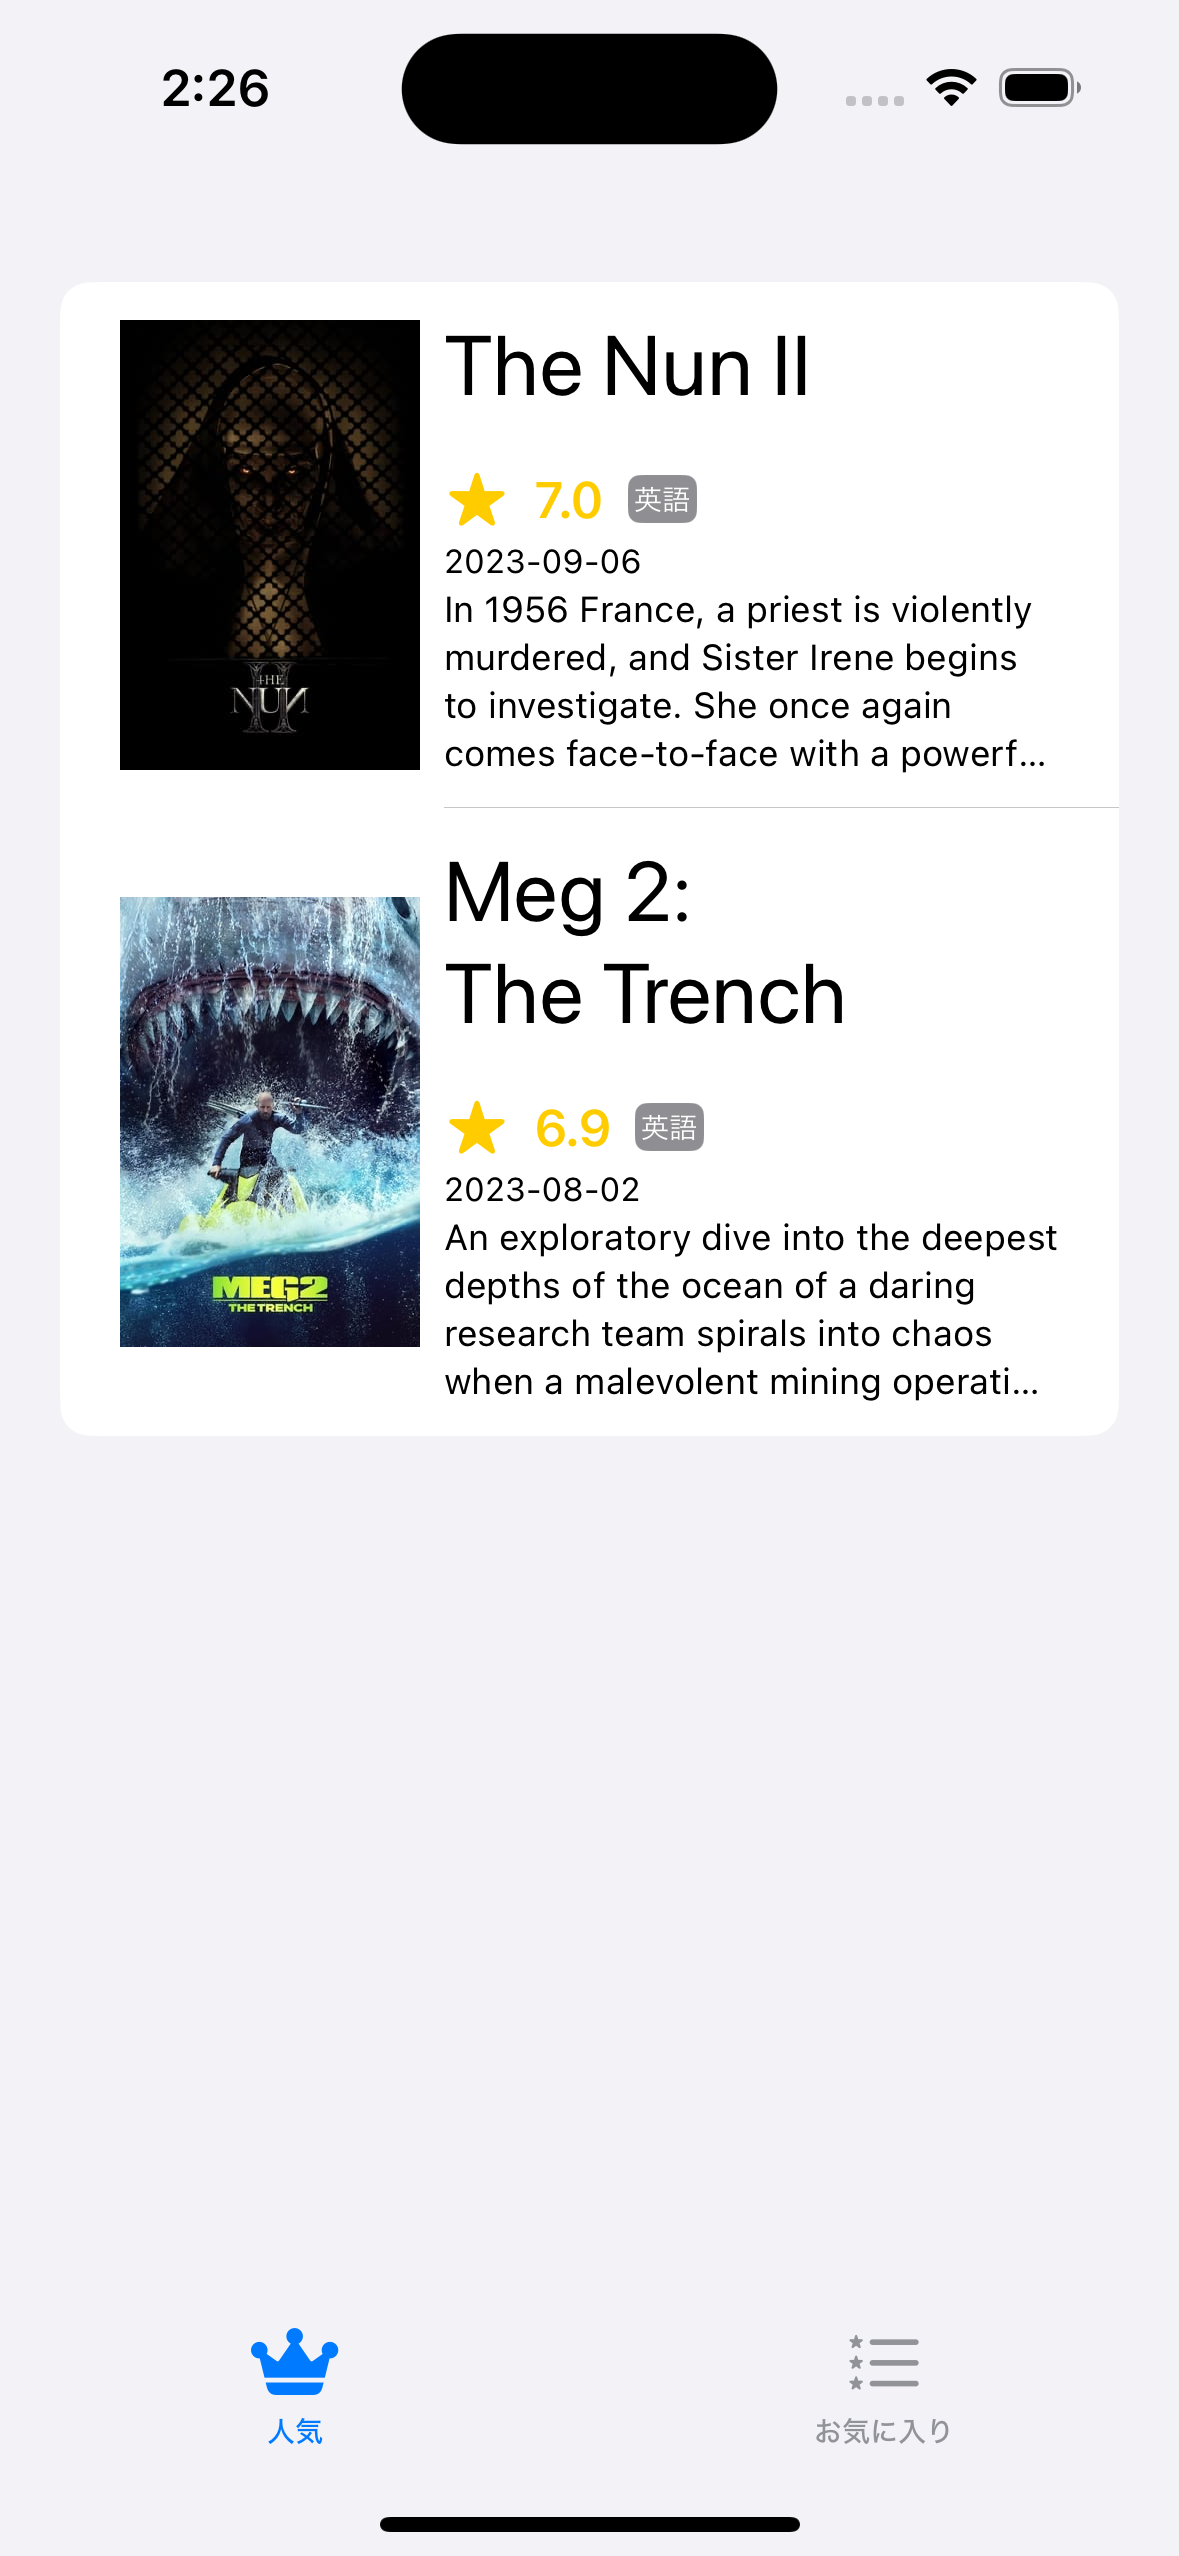 2:26
The Nun II
7.0 英語
2023-09-06
In 1956 France, a priest is violently
murdered, and Sister Irene begins
to investigate. She once again
comes face-to-face with a powerf...
THE
NUN
II
Meg 2:
The Trench
6.9 英語
2023-08-02
An exploratory dive into the deepest
depths of the ocean of a daring
research team spirals into chaos
when a malevolent mining operati...
MEG2
THE TRENCH
人気
お気に入り